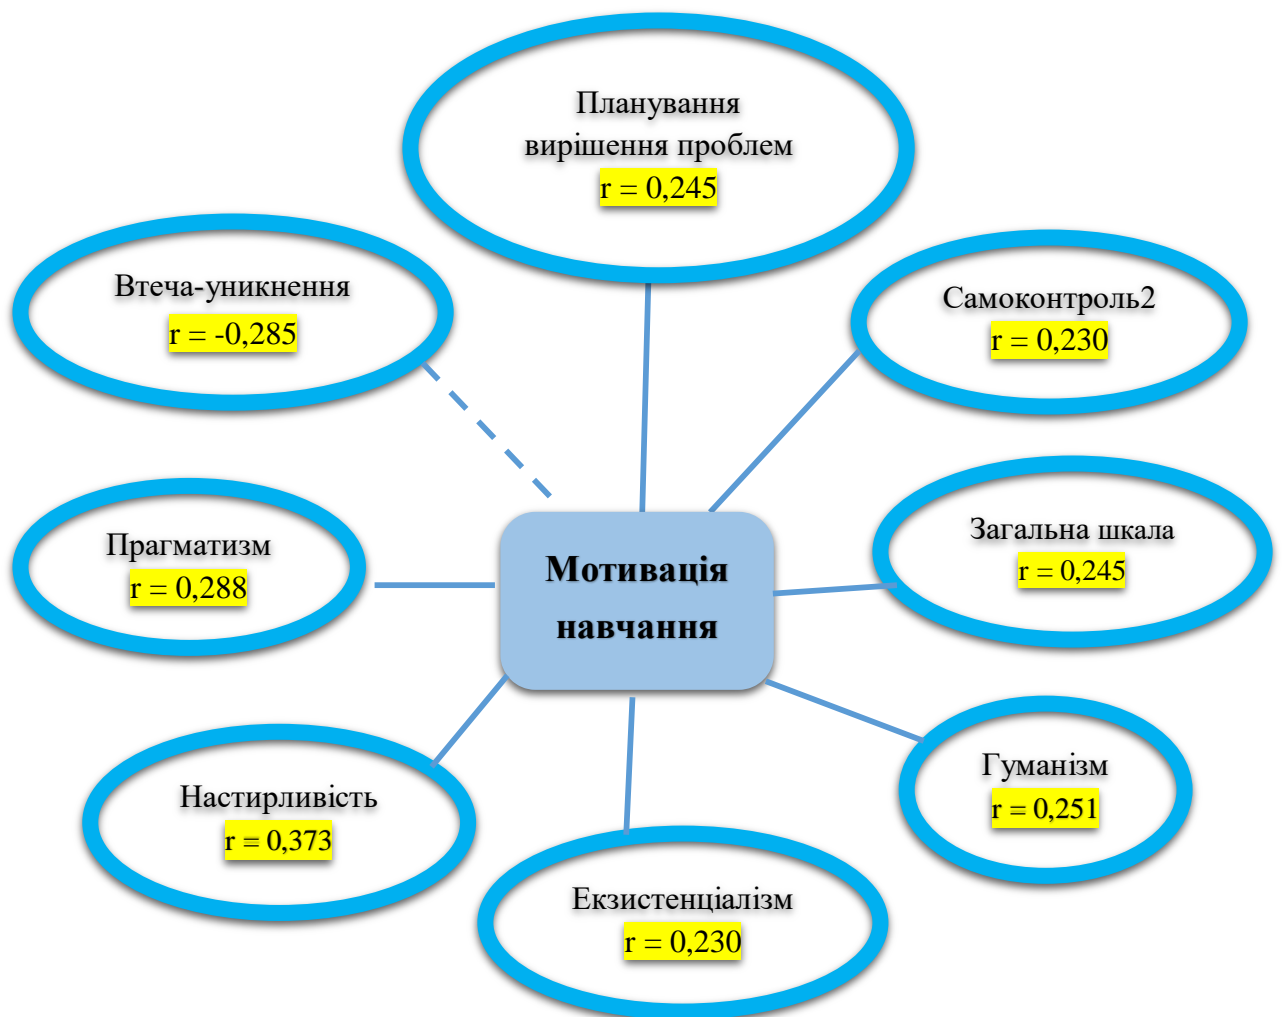 Планування
вирішення проблем
r = 0,245
Втеча-уникнення
r = -0,285
Самоконтроль2
r = 0,230
Прагматизм
r = 0,288
Мотивація
навчання
Загальна шкала
r = 0,245
Настирливість
r = 0,373
Гуманізм
r = 0,251
Екзистенціалізм
r = 0,230